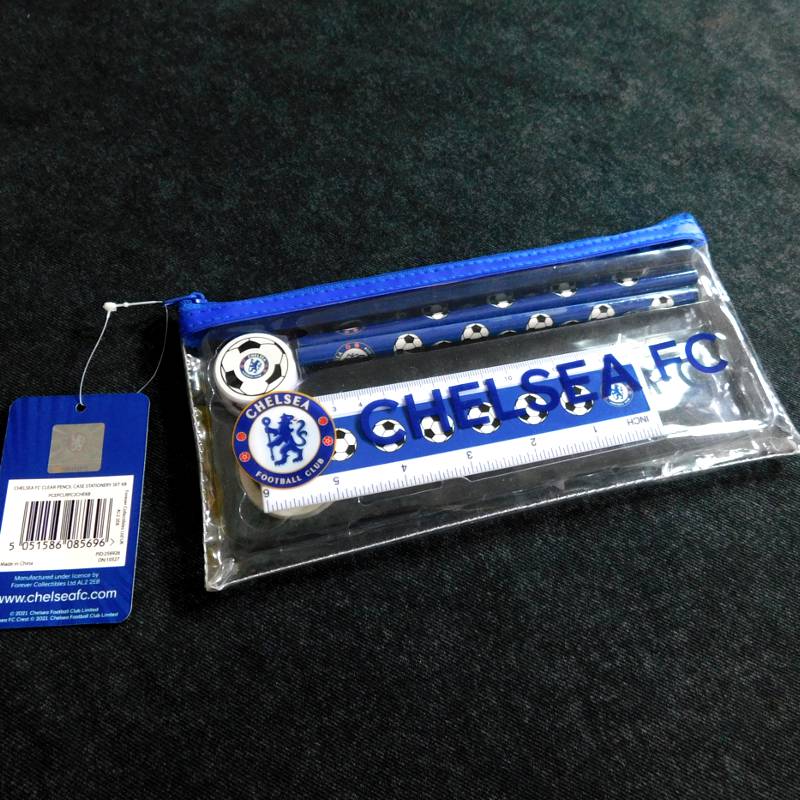 CHELSEA FC
CHELSEA
FOOTBALL CLUB
INCH
1
2
3
4
5
6
CHELSEA FC CLEAR PENCIL CASE STATIONERY SET KB
5 051586 085696 >
Made in China
Manufactured under licence by
Forever Collectibles Ltd AL2 2EB
www.chelseafc.com
© 2021 Chelsea Football Club Limited
FC Crest © 2021 Chelsea Football Club Limited